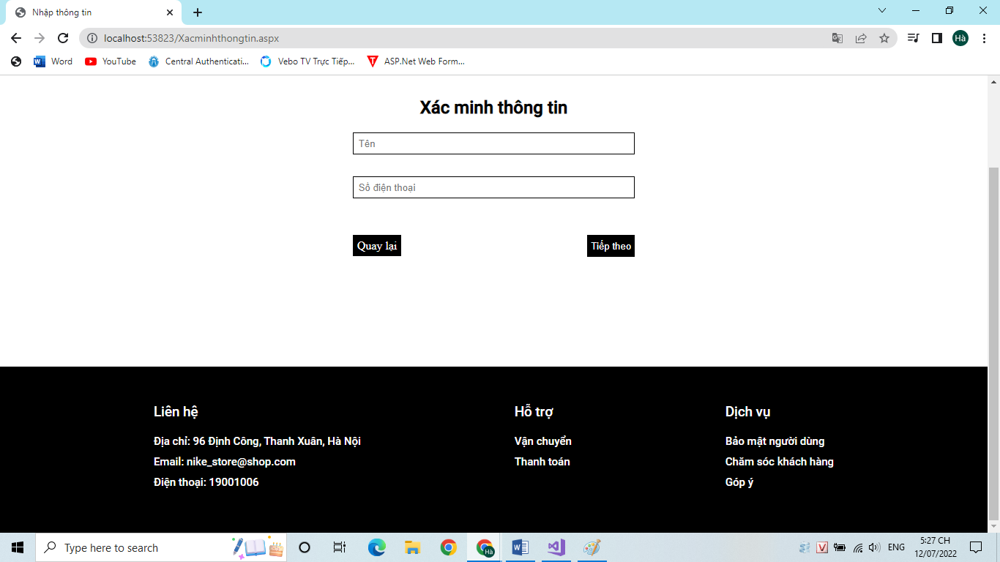 Nhập thông tin
localhost:53823/Xacminhthongtin.aspx
Hà
Word
YouTube
Central Authenticati...
Vebo TV Trực Tiếp...
ASP.Net Web Form...
Xác minh thông tin
Tên
Số điện thoại
Quay lại
Tiếp theo
Liên hệ
Địa chỉ: 96 Định Công, Thanh Xuân, Hà Nội
Email: nike_store@shop.com
Điện thoại: 19001006
Hỗ trợ
Vận chuyển
Thanh toán
Dịch vụ
Bảo mật người dùng
Chăm sóc khách hàng
Góp ý
Type here to search
Hà
ENG
5:27 CH
12/07/2022